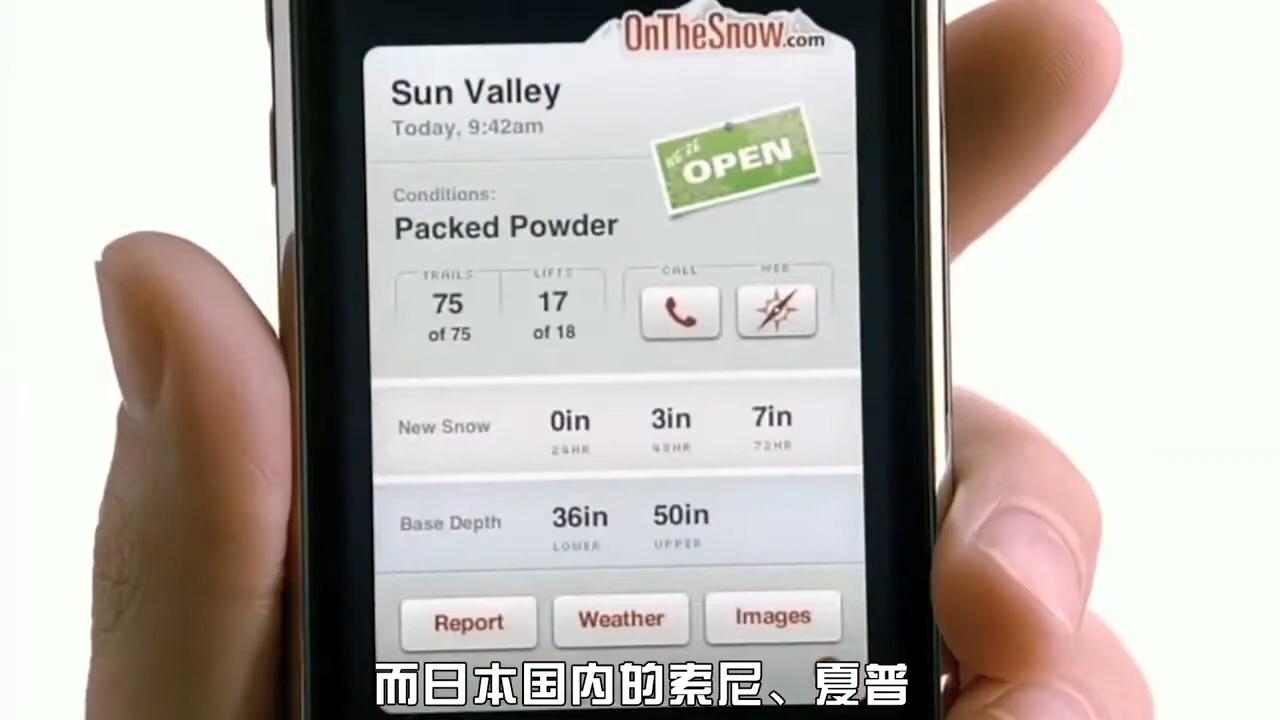 OnTheSnow.com
Sun Valley
Today, 9:42am
WE'RE
OPEN
Conditions:
Packed Powder
TRAILS LIFTS CALL WEB
75 17
of 75 of 18
New Snow 0in 3in 7in
24HR 48HR 72HR
Base Depth 36in 50in
LOWER UPPER
Report Weather Images
而日本国内的索尼、夏普